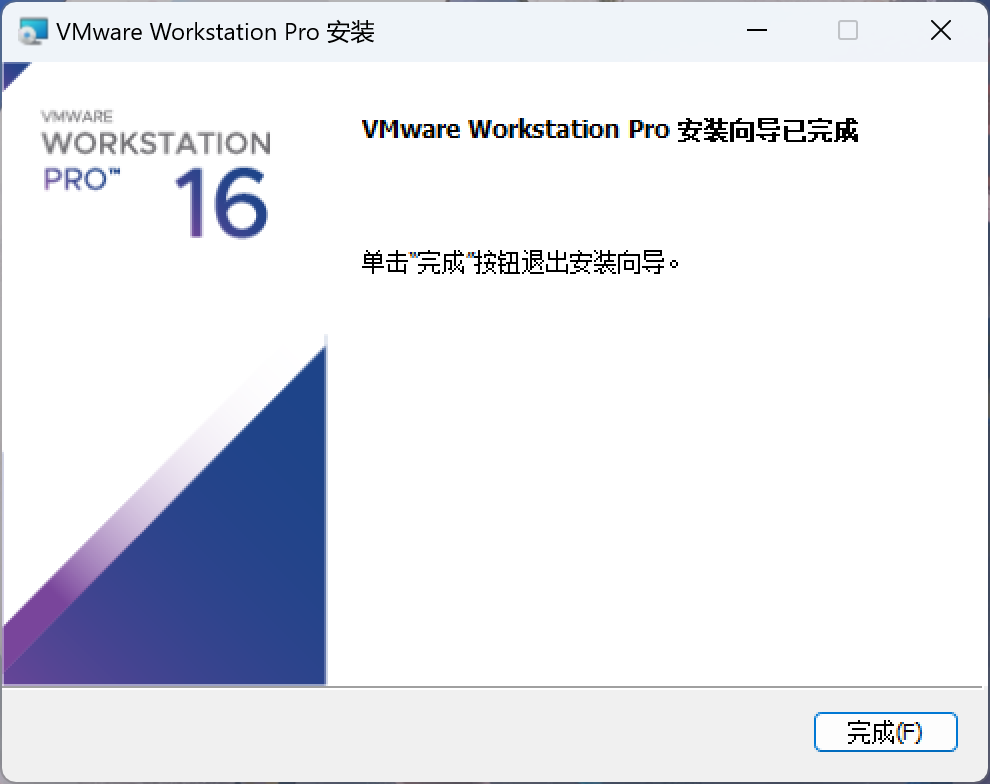 VMware Workstation Pro 安装
VMWARE
WORKSTATION
PRO™
16
VMware Workstation Pro 安装向导已完成
单击"完成"按钮退出安装向导。
完成(F)